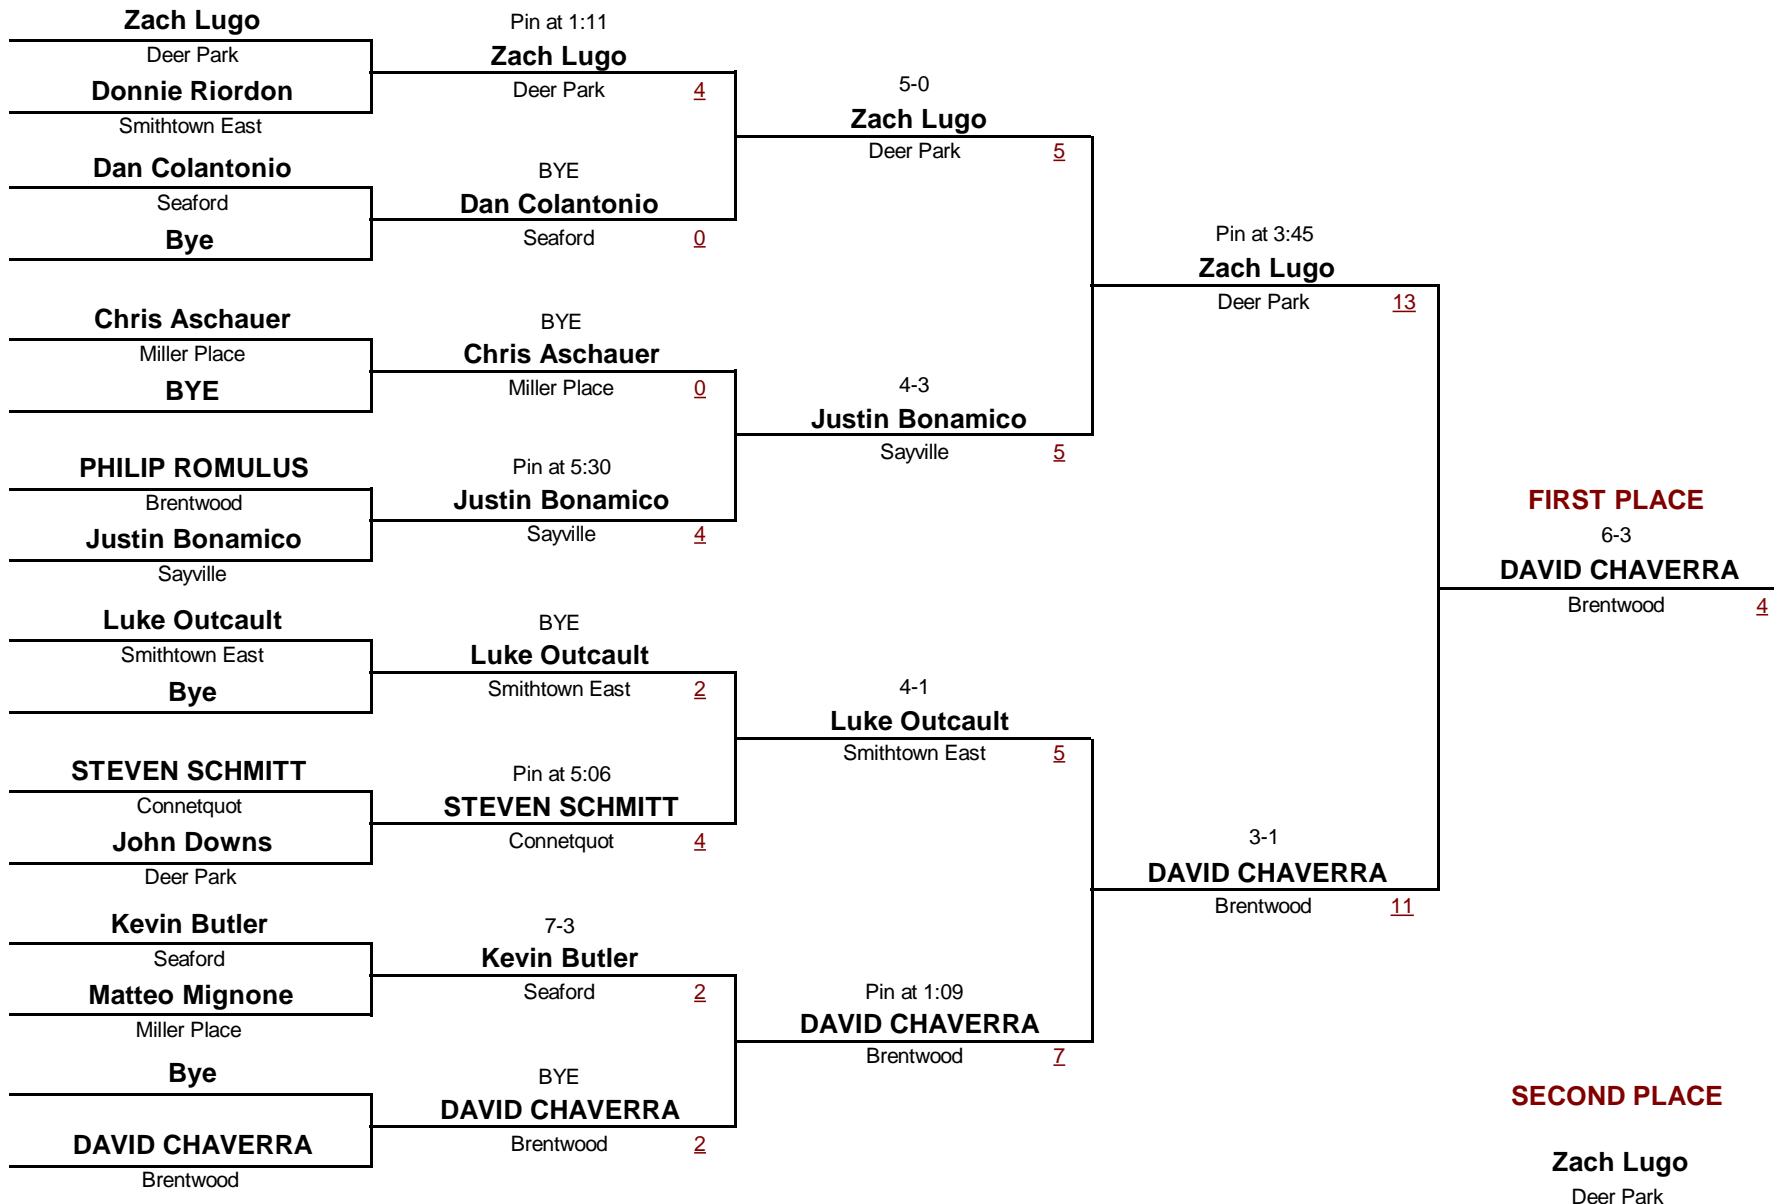 Zach Lugo
Deer Park
Donnie Riordon
Smithtown East
Dan Colantonio
Seaford
Bye
Chris Aschauer
Miller Place
BYE
PHILIP ROMULUS
Brentwood
Justin Bonamico
Sayville
Luke Outcault
Smithtown East
Bye
STEVEN SCHMITT
Connetquot
John Downs
Deer Park
Kevin Butler
Seaford
Matteo Mignone
Miller Place
Bye
DAVID CHAVERRA
Brentwood
Pin at 1:11
Zach Lugo
Deer Park 4
BYE
Dan Colantonio
Seaford 0
BYE
Chris Aschauer
Miller Place 0
Pin at 5:30
Justin Bonamico
Sayville 4
BYE
Luke Outcault
Smithtown East 2
Pin at 5:06
STEVEN SCHMITT
Connetquot 4
7-3
Kevin Butler
Seaford 2
BYE
DAVID CHAVERRA
Brentwood 2
5-0
Zach Lugo
Deer Park 5
4-3
Justin Bonamico
Sayville 5
4-1
Luke Outcault
Smithtown East 5
Pin at 1:09
DAVID CHAVERRA
Brentwood 7
Pin at 3:45
Zach Lugo
Deer Park 13
3-1
DAVID CHAVERRA
Brentwood 11
FIRST PLACE
6-3
DAVID CHAVERRA
Brentwood 4
SECOND PLACE
Zach Lugo
Deer Park